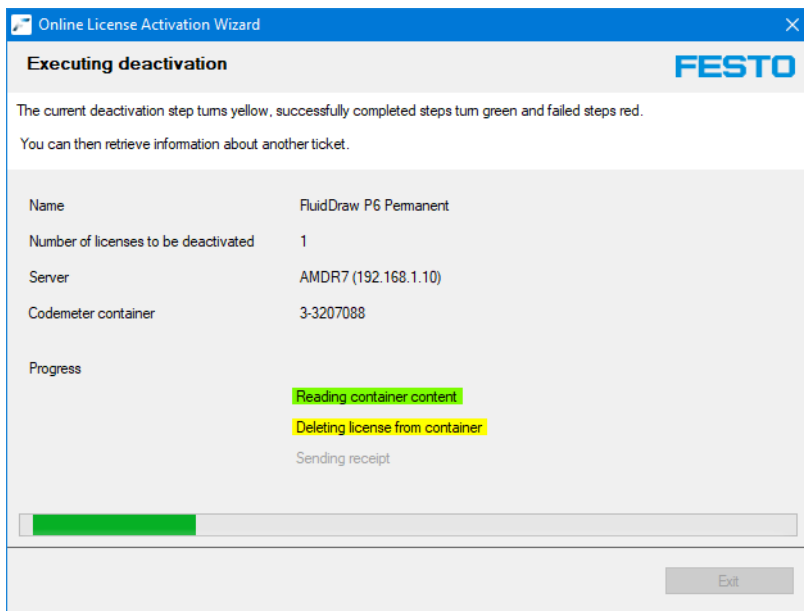 Online License Activation Wizard
Executing deactivation
FESTO
The current deactivation step turns yellow, successfully completed steps turn green and failed steps red.
You can then retrieve information about another ticket.
Name FluidDraw P6 Permanent
Number of licenses to be deactivated 1
Server AMDR7 (192.168.1.10)
Codemeter container 3-3207088
Progress
Reading container content
Deleting license from container
Sending receipt
Exit